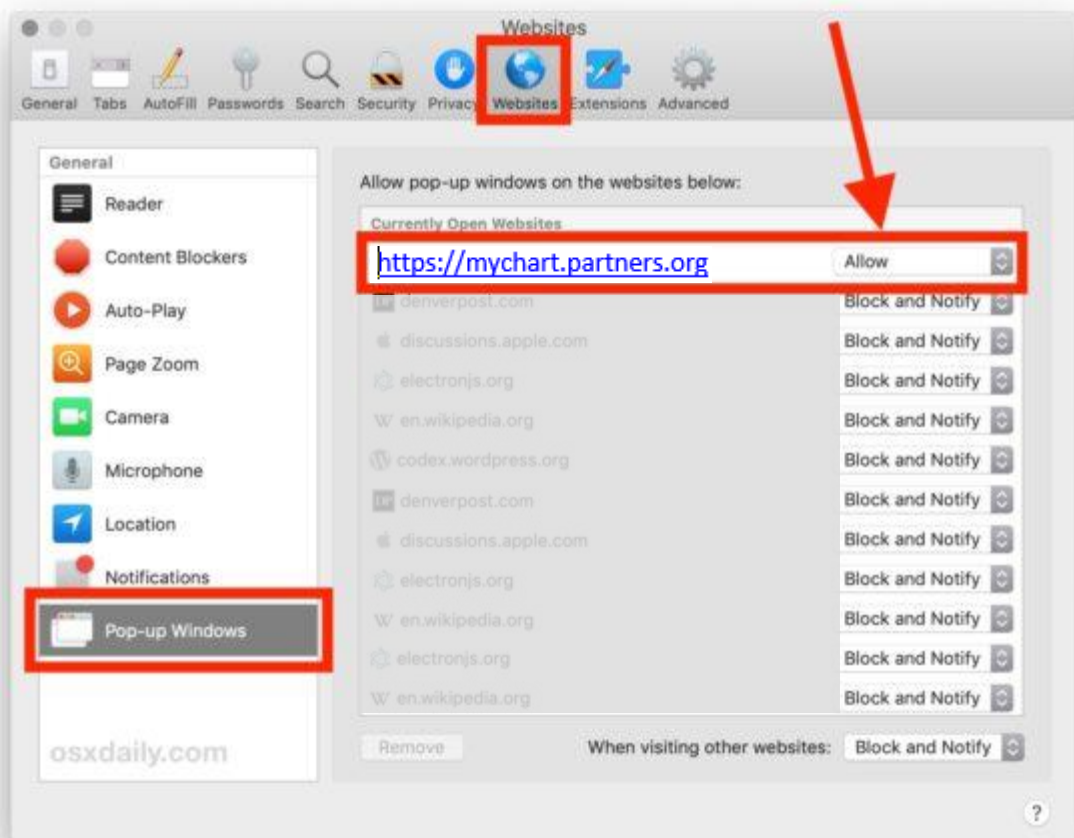 Websites
General Tabs AutoFill Passwords Search Security Privacy Websites Extensions Advanced
General
Reader
Content Blockers
Auto-Play
Page Zoom
Camera
Microphone
Location
Notifications
Pop-up Windows
osxdaily.com
Allow pop-up windows on the websites below:
Currently Open Websites
https://mychart.partners.org Allow
denverpost.com Block and Notify
discussions.apple.com Block and Notify
electronjs.org Block and Notify
W en.wikipedia.org Block and Notify
codex.wordpress.org Block and Notify
DP denverpost.com Block and Notify
discussions.apple.com Block and Notify
electronjs.org Block and Notify
W en.wikipedia.org Block and Notify
electronjs.org Block and Notify
W en.wikipedia.org Block and Notify
Remove When visiting other websites: Block and Notify
?